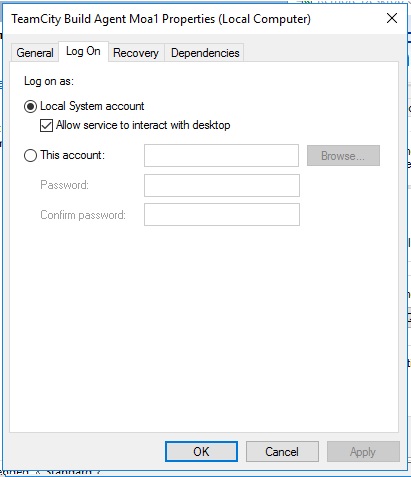 TeamCity Build Agent Moa1 Properties (Local Computer)
General Log On Recovery Dependencies
Log on as:
Local System account
Allow service to interact with desktop
This account: Browse...
Password:
Confirm password:
OK Cancel Apply